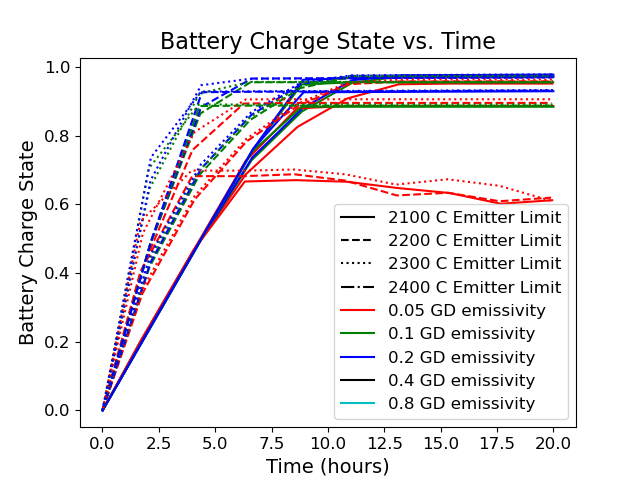 Battery Charge State vs. Time
Battery Charge State
1.0
0.8
0.6
0.4
0.2
0.0
2100 C Emitter Limit
2200 C Emitter Limit
2300 C Emitter Limit
2400 C Emitter Limit
0.05 GD emissivity
0.1 GD emissivity
0.2 GD emissivity
0.4 GD emissivity
0.8 GD emissivity
0.0 2.5 5.0 7.5 10.0 12.5 15.0 17.5 20.0
Time (hours)